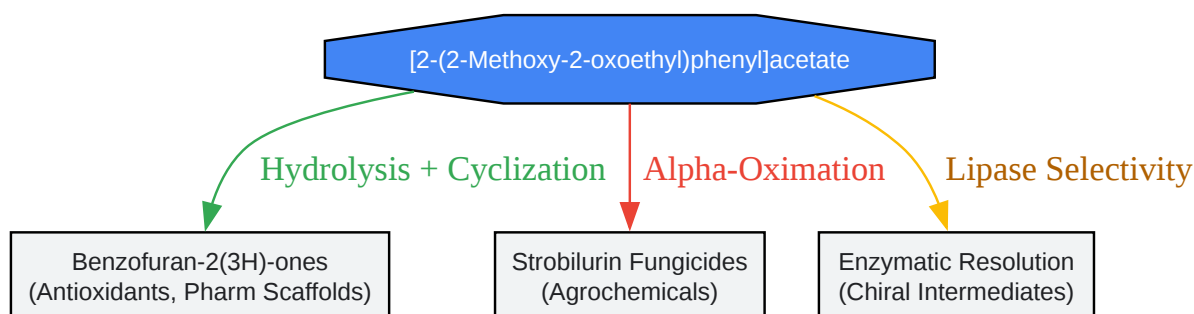 [2-(2-Methoxy-2-oxoethyl)phenyl]acetate
Hydrolysis + Cyclization
Alpha-Oximation
Lipase Selectivity
Benzofuran-2(3H)-ones
(Antioxidants, Pharm Scaffolds)
Strobilurin Fungicides
(Agrochemicals)
Enzymatic Resolution
(Chiral Intermediates)